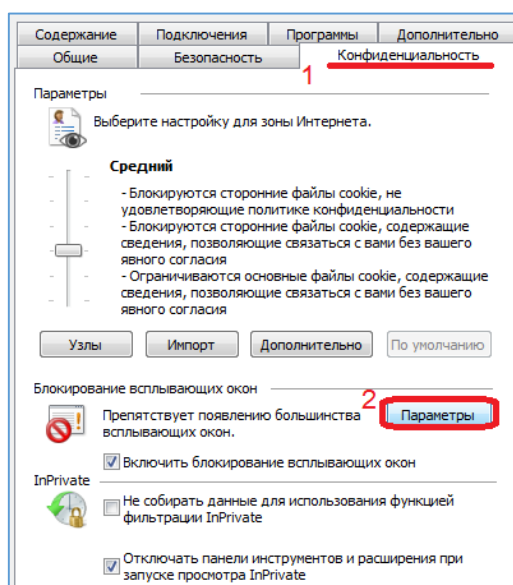 Содержание Подключения Программы Дополнительно
Общие Безопасность Конфиденциальность
1
Параметры
Выберите настройку для зоны Интернета.
Средний
- Блокируются сторонние файлы cookie, не
удовлетворяющие политике конфиденциальности
- Блокируются сторонние файлы cookie, содержащие
сведения, позволяющие связаться с вами без вашего
явного согласия
- Ограничиваются основные файлы cookie, содержащие
сведения, позволяющие связаться с вами без вашего
явного согласия
Узлы Импорт Дополнительно По умолчанию
Блокирование всплывающих окон
2
Препятствует появлению большинства Параметры
всплывающих окон.
Включить блокирование всплывающих окон
InPrivate
Не собирать данные для использования функцией
фильтрации InPrivate
Отключать панели инструментов и расширения при
запуске просмотра InPrivate